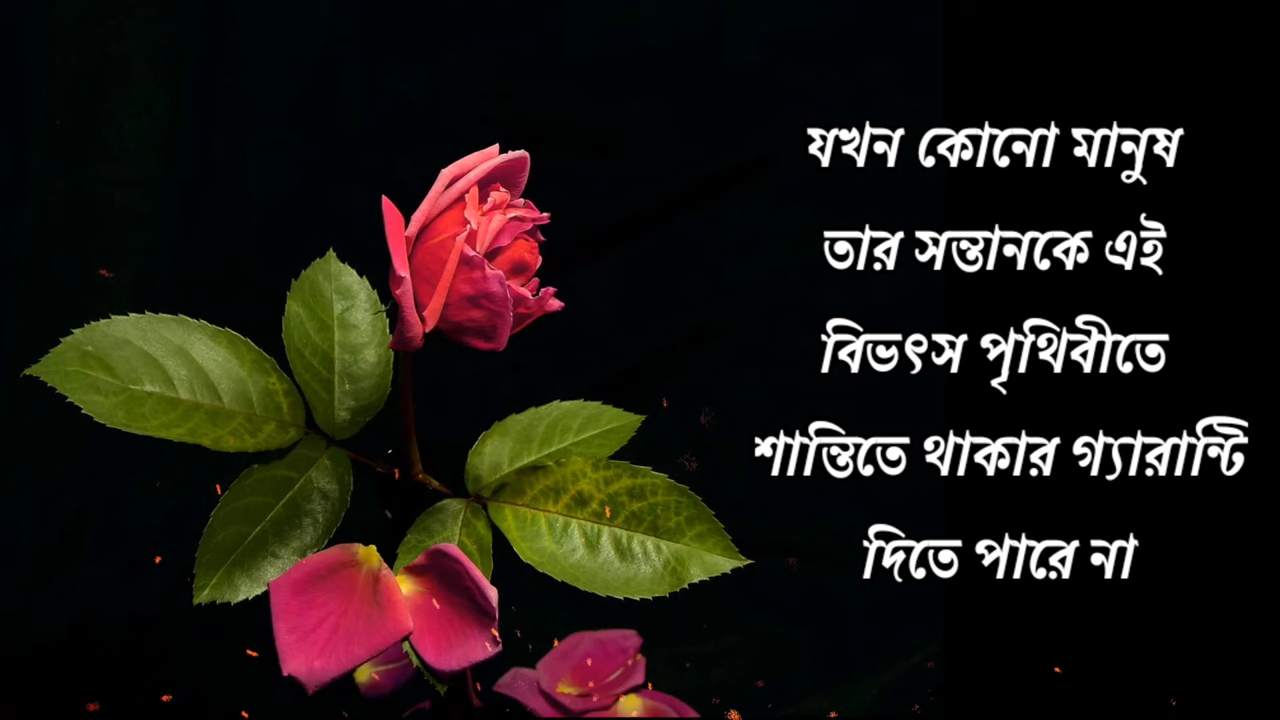 যখন কোনো মানুষ
তার সন্তানকে এই
বিভৎস পৃথিবীতে
শান্তিতে থাকার গ্যারান্টি
দিতে পারে না